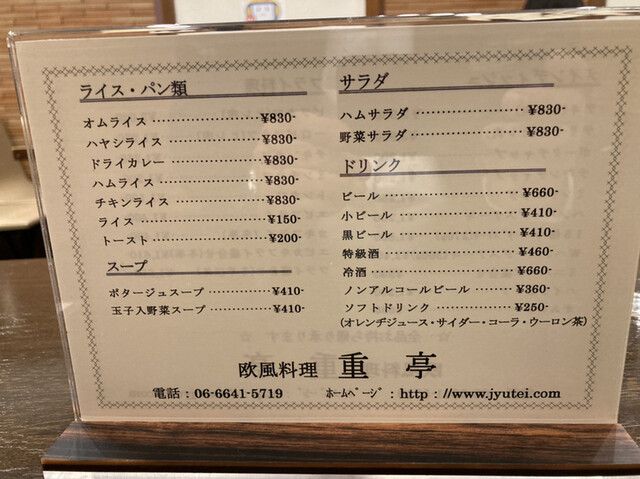 ライス・パン類
オムライス ……………… ¥830-
ハヤシライス …………… ¥830-
ドライカレー …………… ¥830-
ハムライス ……………… ¥830-
チキンライス …………… ¥830-
ライス …………………… ¥150-
トースト ………………… ¥200-
スープ
ポタージュスープ ……… ¥410-
玉子入野菜スープ ……… ¥410-
サラダ
ハムサラダ ……………… ¥830-
野菜サラダ ……………… ¥830-
ドリンク
ビール …………………… ¥660-
小ビール ………………… ¥410-
黒ビール ………………… ¥410-
特級酒 …………………… ¥460-
冷酒 ……………………… ¥660-
ノンアルコールビール … ¥360-
ソフトドリンク ………… ¥250-
(オレンヂジュース・サイダー・コーラ・ウーロン茶)
欧風料理 重亭
電話：06-6641-5719 ﾎｰﾑﾍﾟｰｼﾞ：http：//www.jyutei.com